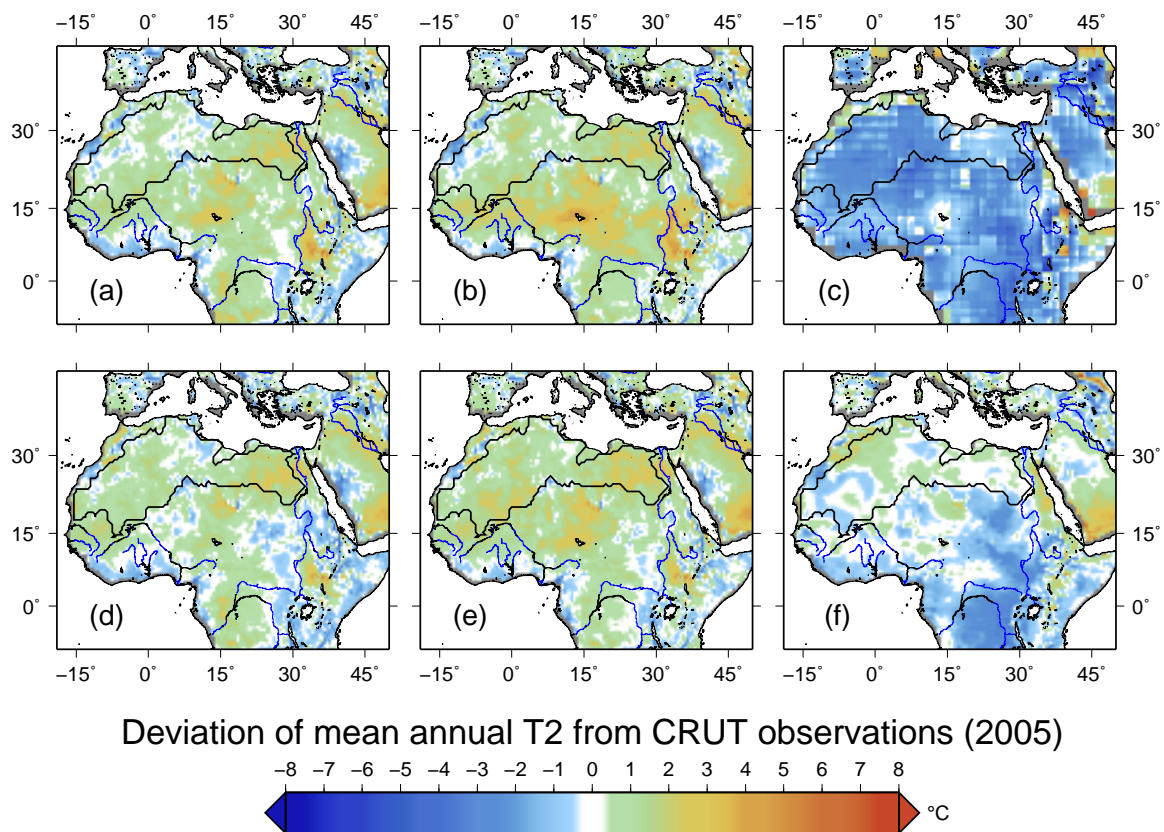 −15˚ 0˚ 15˚ 30˚ 45˚ −15˚ 0˚ 15˚ 30˚ 45˚ −15˚ 0˚ 15˚ 30˚ 45˚
30˚ 30˚
15˚ 15˚
0˚ (a) (b) (c) 0˚
30˚ 30˚
15˚ 15˚
0˚ (d) (e) (f) 0˚
−15˚ 0˚ 15˚ 30˚ 45˚ −15˚ 0˚ 15˚ 30˚ 45˚ −15˚ 0˚ 15˚ 30˚ 45˚
Deviation of mean annual T2 from CRUT observations (2005)
−8 −7 −6 −5 −4 −3 −2 −1 0 1 2 3 4 5 6 7 8
°C